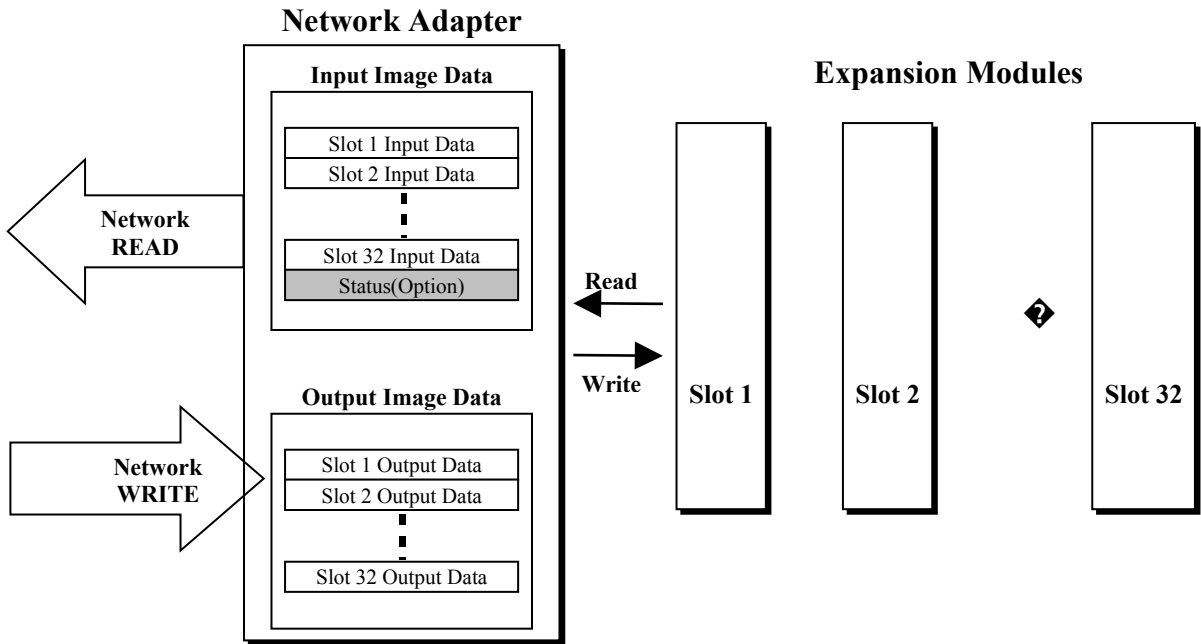 Network Adapter
Input Image Data
Slot 1 Input Data
Slot 2 Input Data
Slot 32 Input Data
Status(Option)
Network
READ
Output Image Data
Slot 1 Output Data
Slot 2 Output Data
Slot 32 Output Data
Network
WRITE
Read
Write
Expansion Modules
Slot 1
Slot 2
�
Slot 32